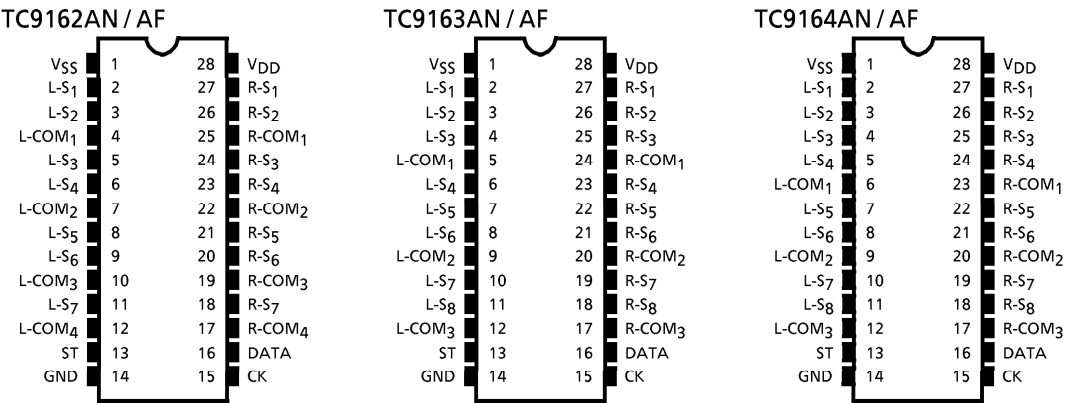 TC9162AN / AF TC9163AN / AF TC9164AN / AF
VSS 1 28 VDD VSS 1 28 VDD VSS 1 28 VDD
L-S1 2 27 R-S1 L-S1 2 27 R-S1 L-S1 2 27 R-S1
L-S2 3 26 R-S2 L-S2 3 26 R-S2 L-S2 3 26 R-S2
L-COM1 4 25 R-COM1 L-S3 4 25 R-S3 L-S3 4 25 R-S3
L-S3 5 24 R-S3 L-COM1 5 24 R-COM1 L-S4 5 24 R-S4
L-S4 6 23 R-S4 L-S4 6 23 R-S4 L-COM1 6 23 R-COM1
L-COM2 7 22 R-COM2 L-S5 7 22 R-S5 L-S5 7 22 R-S5
L-S5 8 21 R-S5 L-S6 8 21 R-S6 L-S6 8 21 R-S6
L-S6 9 20 R-S6 L-COM2 9 20 R-COM2 L-COM2 9 20 R-COM2
L-COM3 10 19 R-COM3 L-S7 10 19 R-S7 L-S7 10 19 R-S7
L-S7 11 18 R-S7 L-S8 11 18 R-S8 L-S8 11 18 R-S8
L-COM4 12 17 R-COM4 L-COM3 12 17 R-COM3 L-COM3 12 17 R-COM3
ST 13 16 DATA ST 13 16 DATA ST 13 16 DATA
GND 14 15 CK GND 14 15 CK GND 14 15 CK